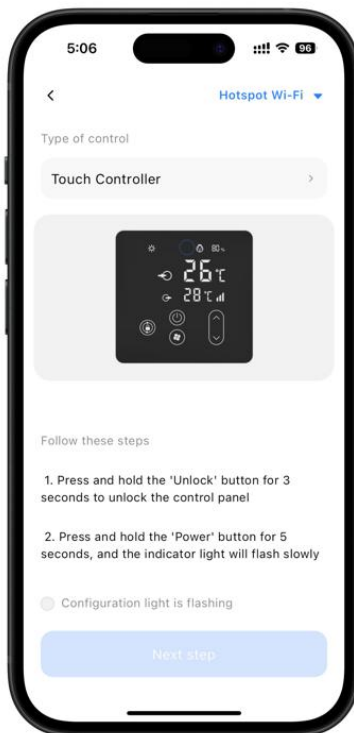 5:06
96
Hotspot Wi-Fi
Type of control
Touch Controller
80%
26°C
28°C
Follow these steps
1. Press and hold the 'Unlock' button for 3
seconds to unlock the control panel
2. Press and hold the 'Power' button for 5
seconds, and the indicator light will flash slowly
Configuration light is flashing
Next step